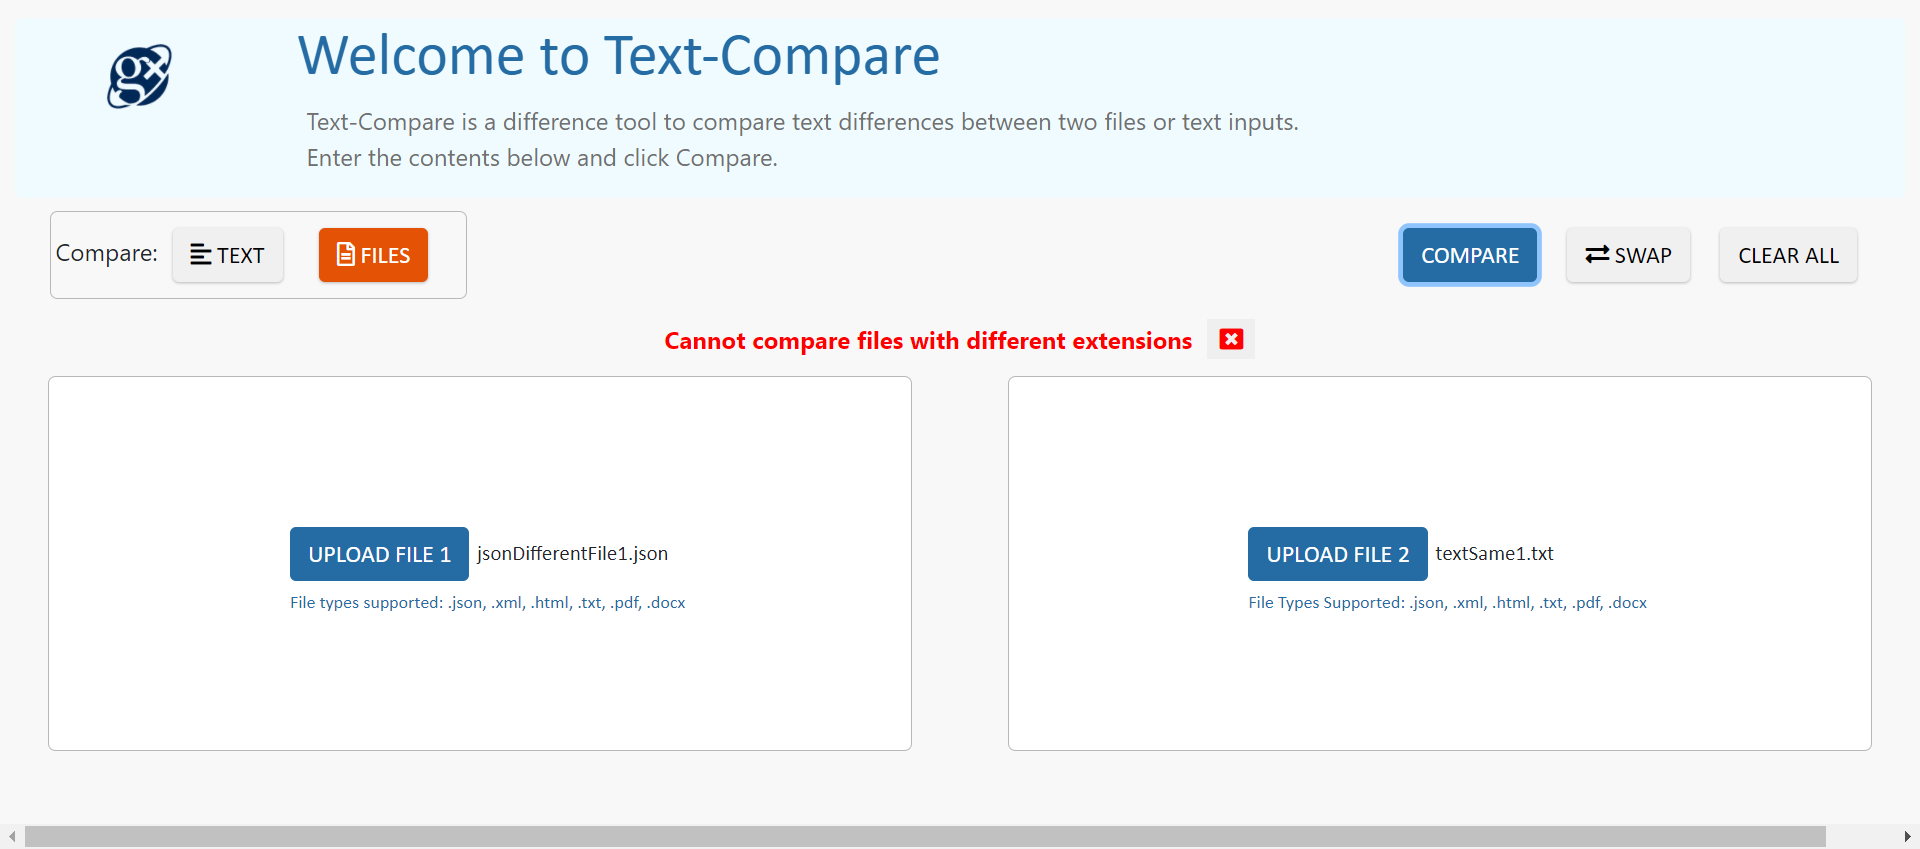 gx
Welcome to Text-Compare
Text-Compare is a difference tool to compare text differences between two files or text inputs.
Enter the contents below and click Compare.
Compare: TEXT FILES COMPARE SWAP CLEAR ALL
Cannot compare files with different extensions
UPLOAD FILE 1 jsonDifferentFile1.json
File types supported: .json, .xml, .html, .txt, .pdf, .docx
UPLOAD FILE 2 textSame1.txt
File Types Supported: .json, .xml, .html, .txt, .pdf, .docx